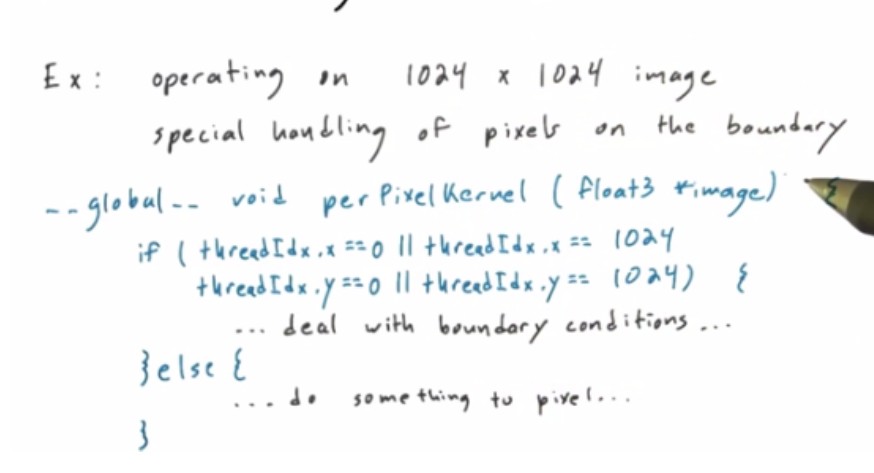 Ex: operating on 1024 x 1024 image
special handling of pixels on the boundary
--global-- void perPixelKernel ( float3 *image) {
if ( threadIdx.x ==0 || threadIdx.x == 1024
threadIdx.y ==0 || threadIdx.y == 1024) {
... deal with boundary conditions ...
}else {
... do something to pixel...
}